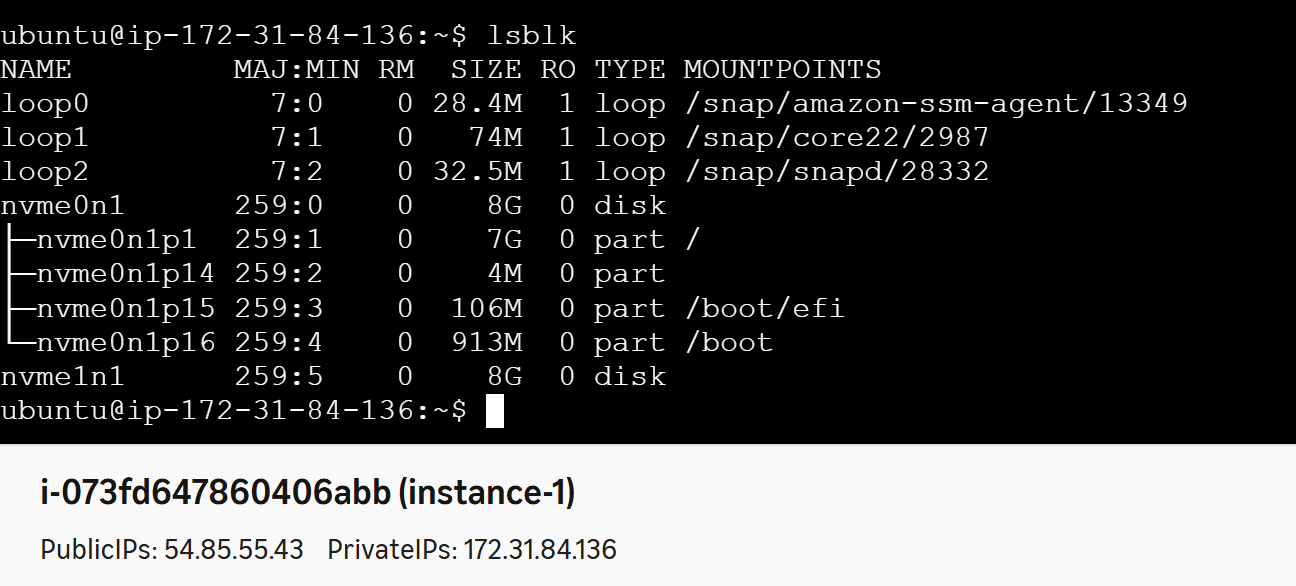 ubuntu@ip-172-31-84-136:~$ lsblk
NAME         MAJ:MIN RM  SIZE RO TYPE MOUNTPOINTS
loop0          7:0    0 28.4M  1 loop /snap/amazon-ssm-agent/13349
loop1          7:1    0   74M  1 loop /snap/core22/2987
loop2          7:2    0 32.5M  1 loop /snap/snapd/28332
nvme0n1      259:0    0    8G  0 disk
├─nvme0n1p1  259:1    0    7G  0 part /
├─nvme0n1p14 259:2    0    4M  0 part
├─nvme0n1p15 259:3    0  106M  0 part /boot/efi
└─nvme0n1p16 259:4    0  913M  0 part /boot
nvme1n1      259:5    0    8G  0 disk
ubuntu@ip-172-31-84-136:~$
i-073fd647860406abb (instance-1)
PublicIPs: 54.85.55.43   PrivateIPs: 172.31.84.136